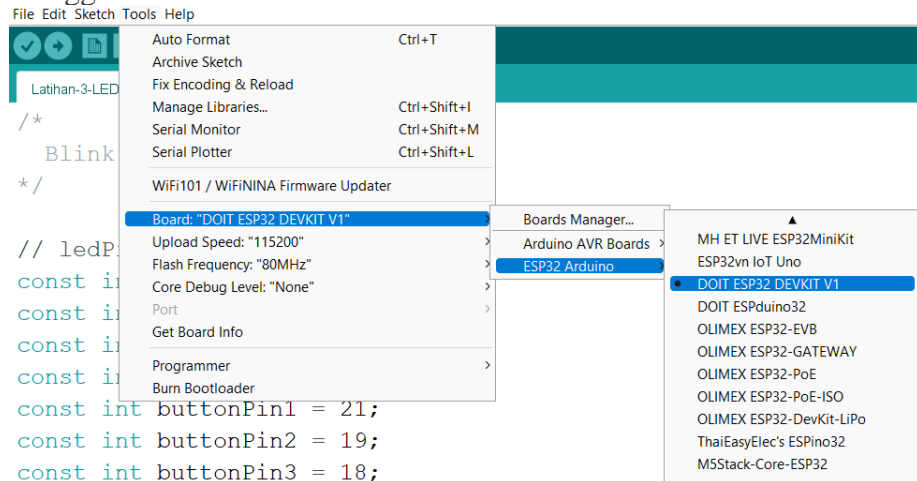 File Edit Sketch Tools Help
Auto Format Ctrl+T
Archive Sketch
Fix Encoding & Reload
Manage Libraries... Ctrl+Shift+I
Serial Monitor Ctrl+Shift+M
Serial Plotter Ctrl+Shift+L
WiFi101 / WiFiNINA Firmware Updater
Board: "DOIT ESP32 DEVKIT V1"
Upload Speed: "115200"
Flash Frequency: "80MHz"
Core Debug Level: "None"
Port
Get Board Info
Programmer
Burn Bootloader
Boards Manager...
Arduino AVR Boards
ESP32 Arduino
MH ET LIVE ESP32MiniKit
ESP32vn IoT Uno
DOIT ESP32 DEVKIT V1
DOIT ESPduino32
OLIMEX ESP32-EVB
OLIMEX ESP32-GATEWAY
OLIMEX ESP32-PoE
OLIMEX ESP32-PoE-ISO
OLIMEX ESP32-DevKit-LiPo
ThaiEasyElec's ESPino32
M5Stack-Core-ESP32
Latihan-3-LED
/*
Blink
*/
// ledP
const i
const i
const i
const i
const int buttonPin1 = 21;
const int buttonPin2 = 19;
const int buttonPin3 = 18;